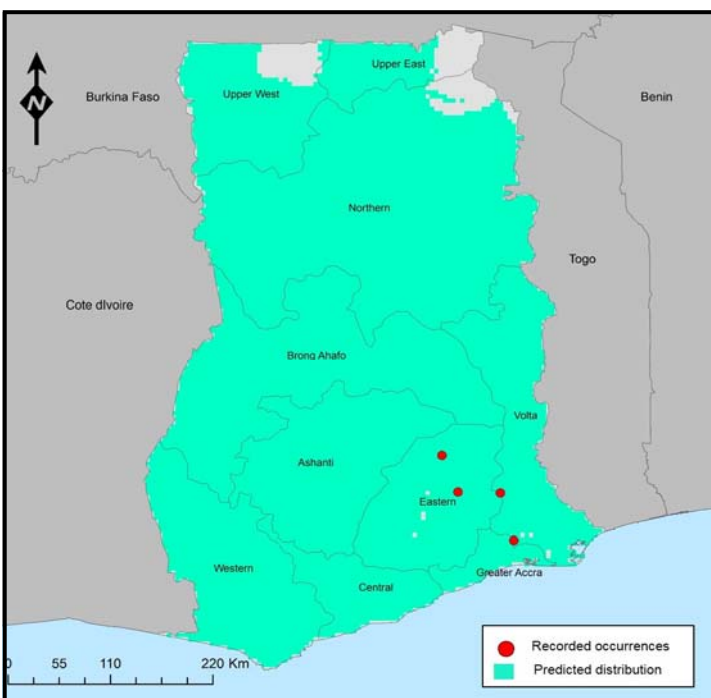 Upper East
Burkina Faso
Upper West
Benin
N
Northern
Togo
Cote dIvoire
Brong Ahafo
Volta
Ashanti
Eastern
Western
Central
Greater Accra
Recorded occurrences
Predicted distribution
0 55 110 220 Km